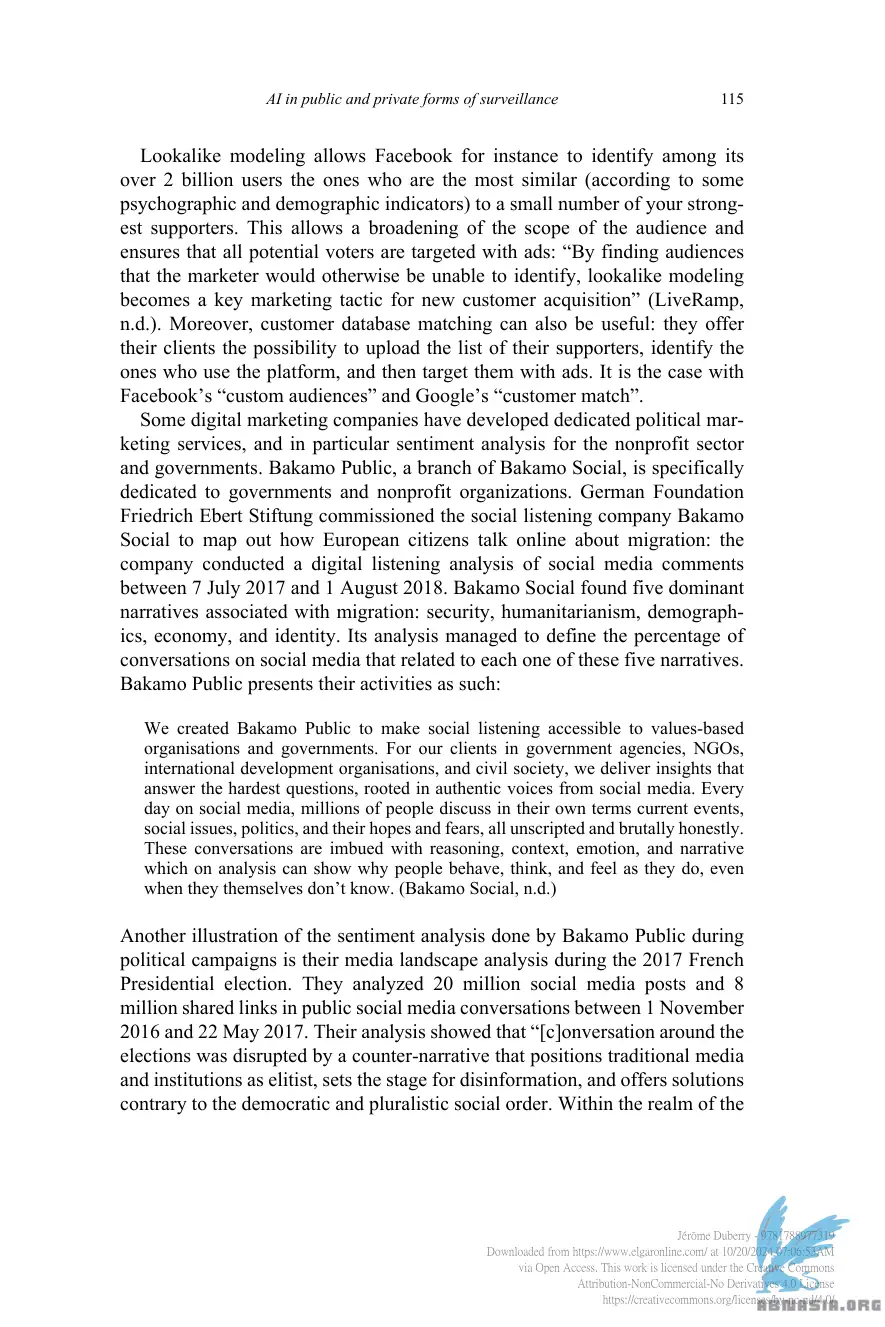 AI in public and private forms of surveillance 115
Lookalike modeling allows Facebook for instance to identify among its
over 2 billion users the ones who are the most similar (according to some
psychographic and demographic indicators) to a small number of your strong-
est supporters. This allows a broadening of the scope of the audience and
ensures that all potential voters are targeted with ads: “By finding audiences
that the marketer would otherwise be unable to identify, lookalike modeling
becomes a key marketing tactic for new customer acquisition” (LiveRamp,
n.d.). Moreover, customer database matching can also be useful: they offer
their clients the possibility to upload the list of their supporters, identify the
ones who use the platform, and then target them with ads. It is the case with
Facebook’s “custom audiences” and Google’s “customer match”.
Some digital marketing companies have developed dedicated political mar-
keting services, and in particular sentiment analysis for the nonprofit sector
and governments. Bakamo Public, a branch of Bakamo Social, is specifically
dedicated to governments and nonprofit organizations. German Foundation
Friedrich Ebert Stiftung commissioned the social listening company Bakamo
Social to map out how European citizens talk online about migration: the
company conducted a digital listening analysis of social media comments
between 7 July 2017 and 1 August 2018. Bakamo Social found five dominant
narratives associated with migration: security, humanitarianism, demograph-
ics, economy, and identity. Its analysis managed to define the percentage of
conversations on social media that related to each one of these five narratives.
Bakamo Public presents their activities as such:
We created Bakamo Public to make social listening accessible to values-based
organisations and governments. For our clients in government agencies, NGOs,
international development organisations, and civil society, we deliver insights that
answer the hardest questions, rooted in authentic voices from social media. Every
day on social media, millions of people discuss in their own terms current events,
social issues, politics, and their hopes and fears, all unscripted and brutally honestly.
These conversations are imbued with reasoning, context, emotion, and narrative
which on analysis can show why people behave, think, and feel as they do, even
when they themselves don’t know. (Bakamo Social, n.d.)
Another illustration of the sentiment analysis done by Bakamo Public during
political campaigns is their media landscape analysis during the 2017 French
Presidential election. They analyzed 20 million social media posts and 8
million shared links in public social media conversations between 1 November
2016 and 22 May 2017. Their analysis showed that “[c]onversation around the
elections was disrupted by a counter-narrative that positions traditional media
and institutions as elitist, sets the stage for disinformation, and offers solutions
contrary to the democratic and pluralistic social order. Within the realm of the
Jérôme Duberry - 9781788977319
Downloaded from https://www.elgaronline.com/ at 10/20/2024 07:06:53AM
via Open Access. This work is licensed under the Creative Commons
Attribution-NonCommercial-No Derivatives 4.0 License
https://creativecommons.org/licenses/by-nc-nd/4.0/
ABNASIA.ORG